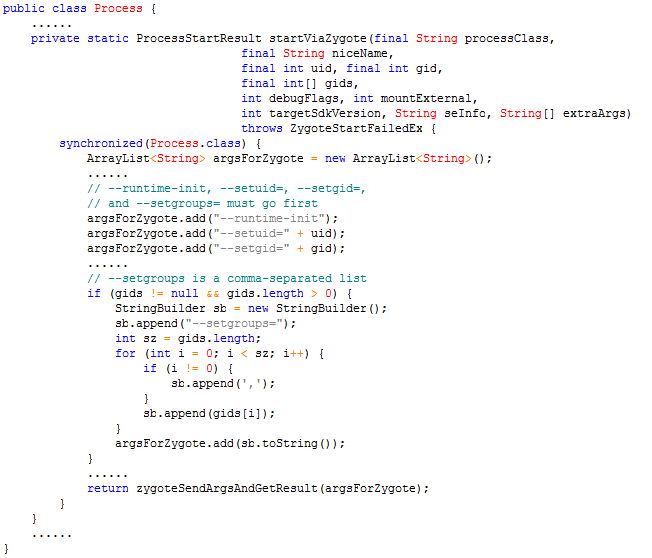 public class Process {
    ......
    private static ProcessStartResult startViaZygote(final String processClass,
                                  final String niceName,
                                  final int uid, final int gid,
                                  final int[] gids,
                                  int debugFlags, int mountExternal,
                                  int targetSdkVersion, String seInfo, String[] extraArgs)
                                  throws ZygoteStartFailedEx {
        synchronized(Process.class) {
            ArrayList<String> argsForZygote = new ArrayList<String>();
            ......
            // --runtime-init, --setuid=, --setgid=,
            // and --setgroups= must go first
            argsForZygote.add("--runtime-init");
            argsForZygote.add("--setuid=" + uid);
            argsForZygote.add("--setgid=" + gid);
            ......
            // --setgroups is a comma-separated list
            if (gids != null && gids.length > 0) {
                StringBuilder sb = new StringBuilder();
                sb.append("--setgroups=");
                int sz = gids.length;
                for (int i = 0; i < sz; i++) {
                    if (i != 0) {
                        sb.append(',');
                    }
                    sb.append(gids[i]);
                }
                argsForZygote.add(sb.toString());
            }
            ......
            return zygoteSendArgsAndGetResult(argsForZygote);
        }
    }
    ......
}